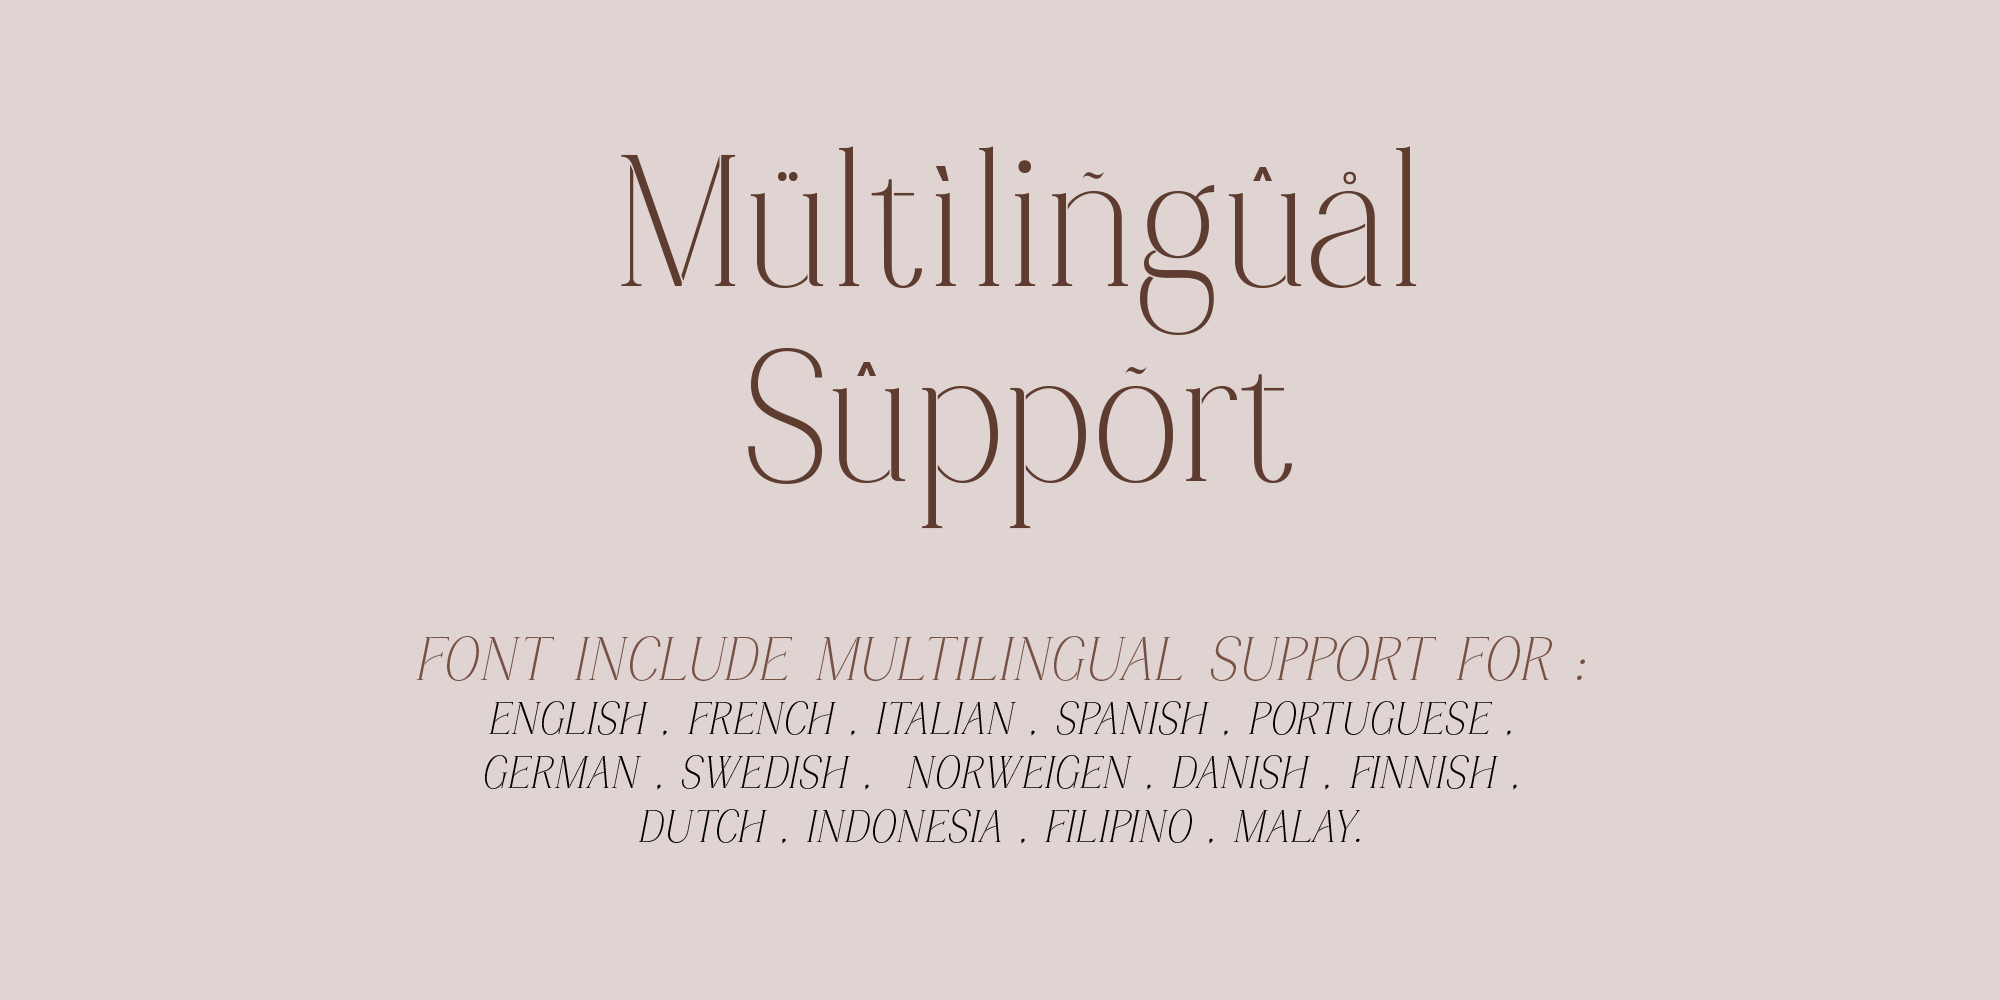 Mültìliñgûål
Sûppõrt
FONT INCLUDE MULTILINGUAL SUPPORT FOR :
ENGLISH , FRENCH , ITALIAN , SPANISH , PORTUGUESE ,
GERMAN , SWEDISH , NORWEIGEN , DANISH , FINNISH ,
DUTCH , INDONESIA , FILIPINO , MALAY.